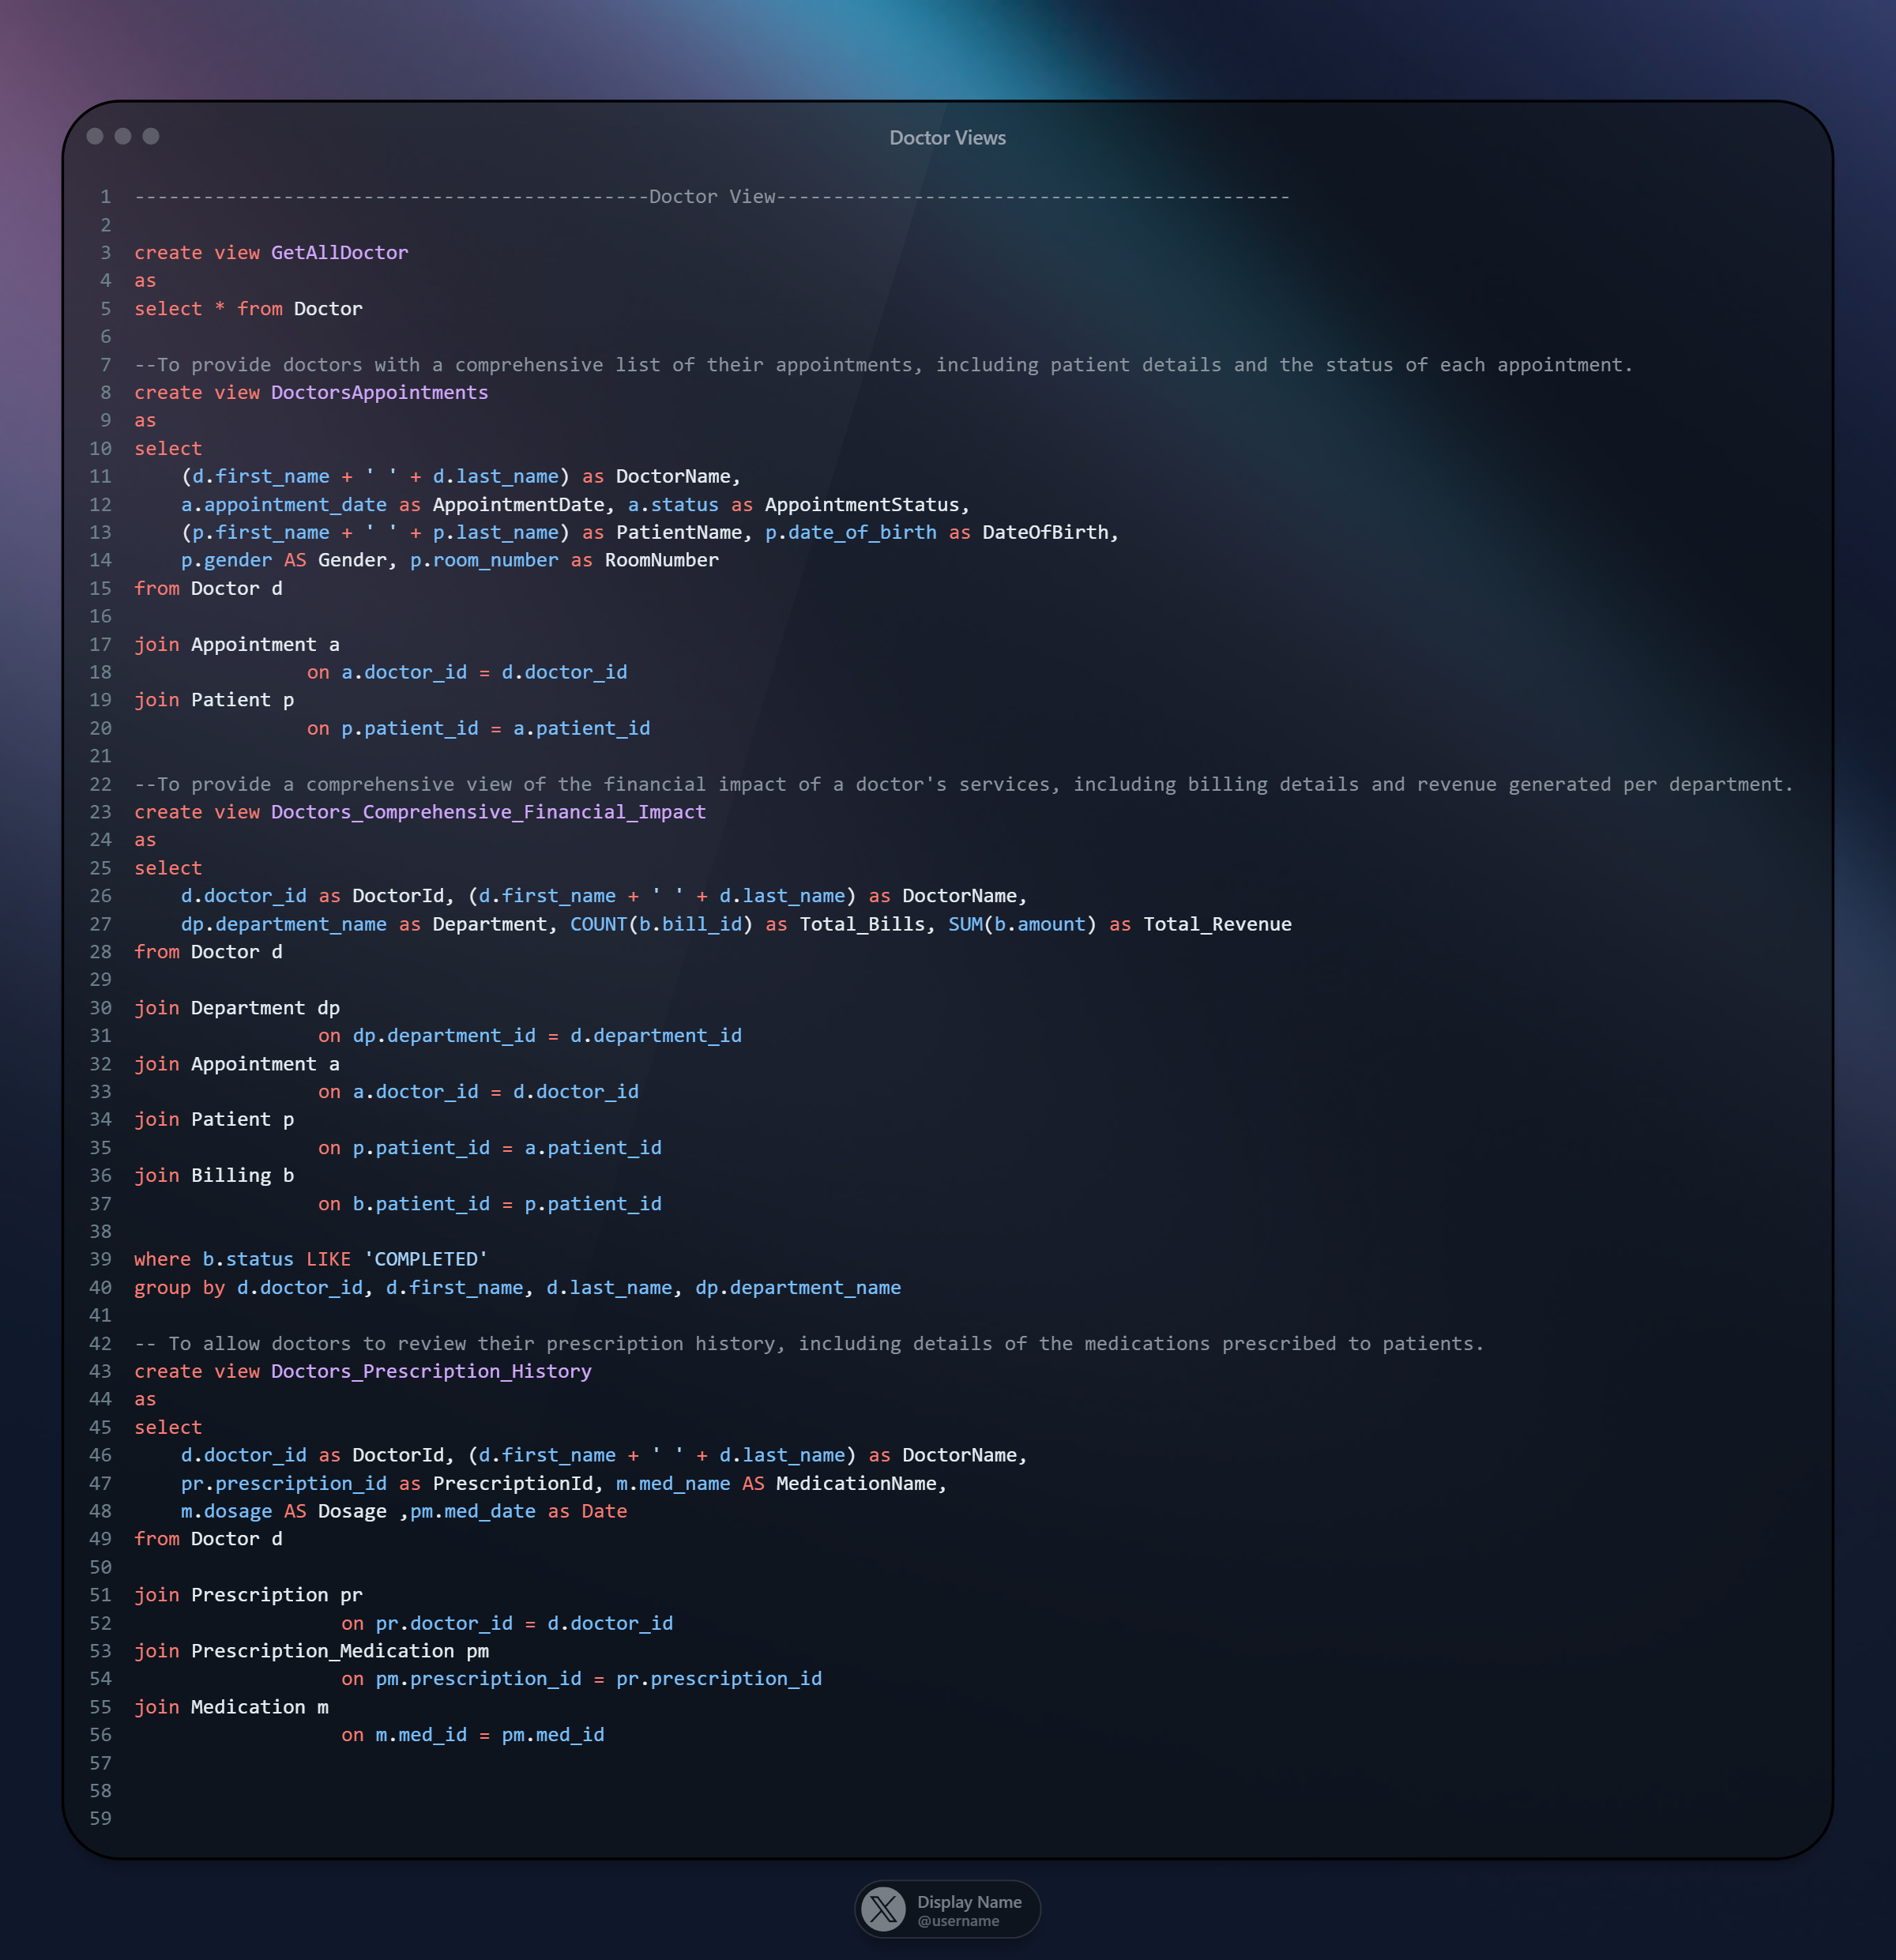 Doctor Views
1 ---------------------------------------------Doctor View---------------------------------------------
2
3 create view GetAllDoctor
4 as
5 select * from Doctor
6
7 --To provide doctors with a comprehensive list of their appointments, including patient details and the status of each appointment.
8 create view DoctorsAppointments
9 as
10 select
11     (d.first_name + ' ' + d.last_name) as DoctorName,
12     a.appointment_date as AppointmentDate, a.status as AppointmentStatus,
13     (p.first_name + ' ' + p.last_name) as PatientName, p.date_of_birth as DateOfBirth,
14     p.gender AS Gender, p.room_number as RoomNumber
15 from Doctor d
16
17 join Appointment a
18                on a.doctor_id = d.doctor_id
19 join Patient p
20                on p.patient_id = a.patient_id
21
22 --To provide a comprehensive view of the financial impact of a doctor's services, including billing details and revenue generated per department.
23 create view Doctors_Comprehensive_Financial_Impact
24 as
25 select
26     d.doctor_id as DoctorId, (d.first_name + ' ' + d.last_name) as DoctorName,
27     dp.department_name as Department, COUNT(b.bill_id) as Total_Bills, SUM(b.amount) as Total_Revenue
28 from Doctor d
29
30 join Department dp
31                 on dp.department_id = d.department_id
32 join Appointment a
33                 on a.doctor_id = d.doctor_id
34 join Patient p
35                 on p.patient_id = a.patient_id
36 join Billing b
37                 on b.patient_id = p.patient_id
38
39 where b.status LIKE 'COMPLETED'
40 group by d.doctor_id, d.first_name, d.last_name, dp.department_name
41
42 -- To allow doctors to review their prescription history, including details of the medications prescribed to patients.
43 create view Doctors_Prescription_History
44 as
45 select
46     d.doctor_id as DoctorId, (d.first_name + ' ' + d.last_name) as DoctorName,
47     pr.prescription_id as PrescriptionId, m.med_name AS MedicationName,
48     m.dosage AS Dosage ,pm.med_date as Date
49 from Doctor d
50
51 join Prescription pr
52                   on pr.doctor_id = d.doctor_id
53 join Prescription_Medication pm
54                   on pm.prescription_id = pr.prescription_id
55 join Medication m
56                   on m.med_id = pm.med_id
57
58
59
Display Name
@username